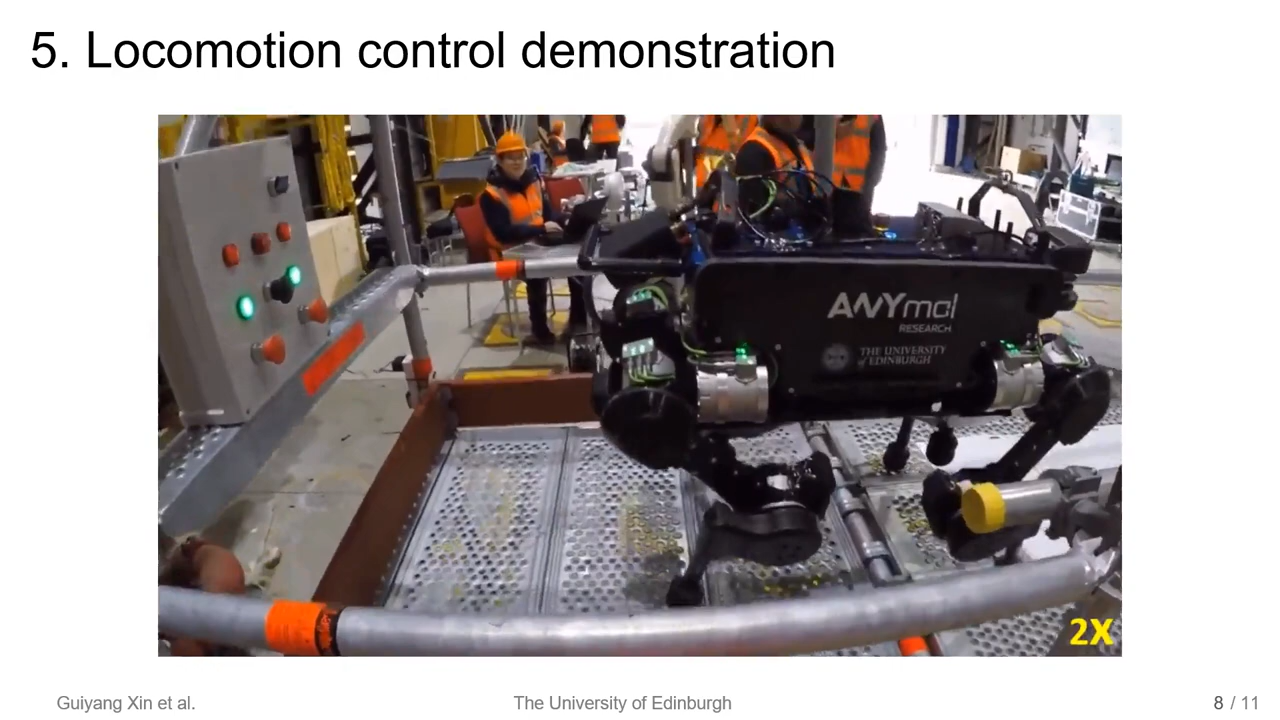 5. Locomotion control demonstration
ANYmal
RESEARCH
THE UNIVERSITY
of EDINBURGH
2X
Guiyang Xin et al.
The University of Edinburgh
8 / 11